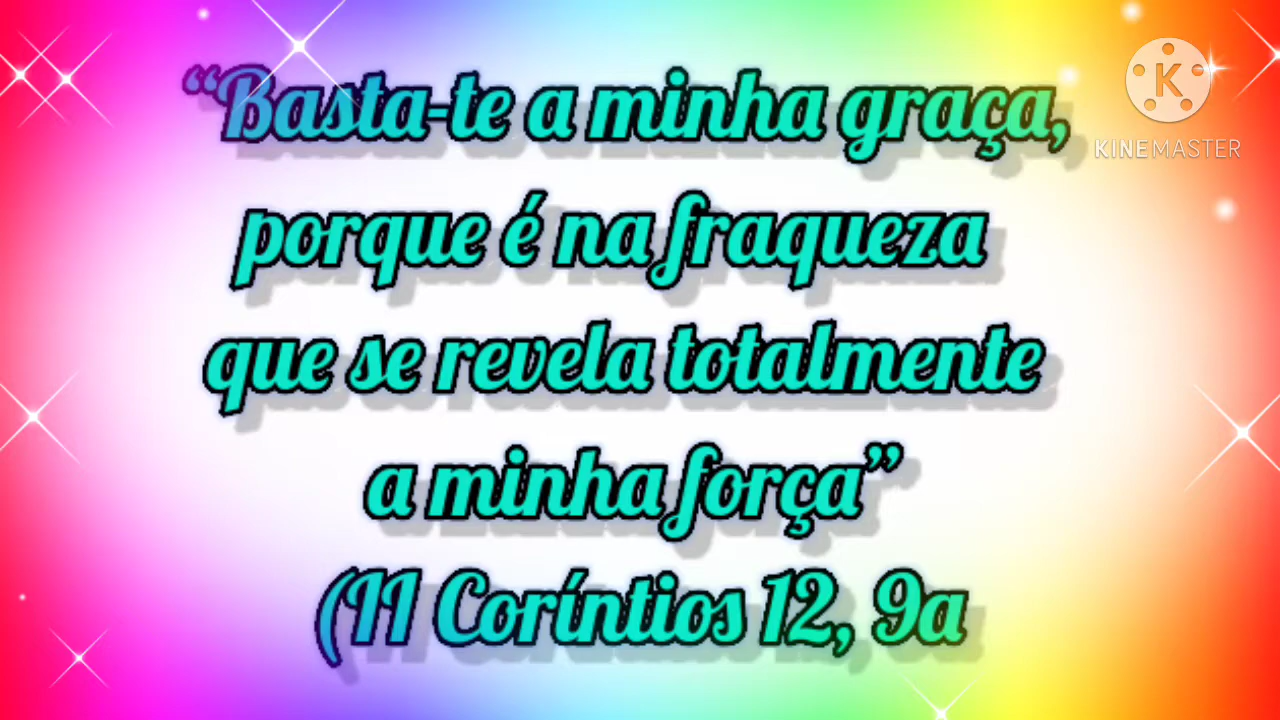 “Basta-te a minha graça,
KINEMASTER
porque é na fraqueza
que se revela totalmente
a minha força”
(II Coríntios 12, 9a